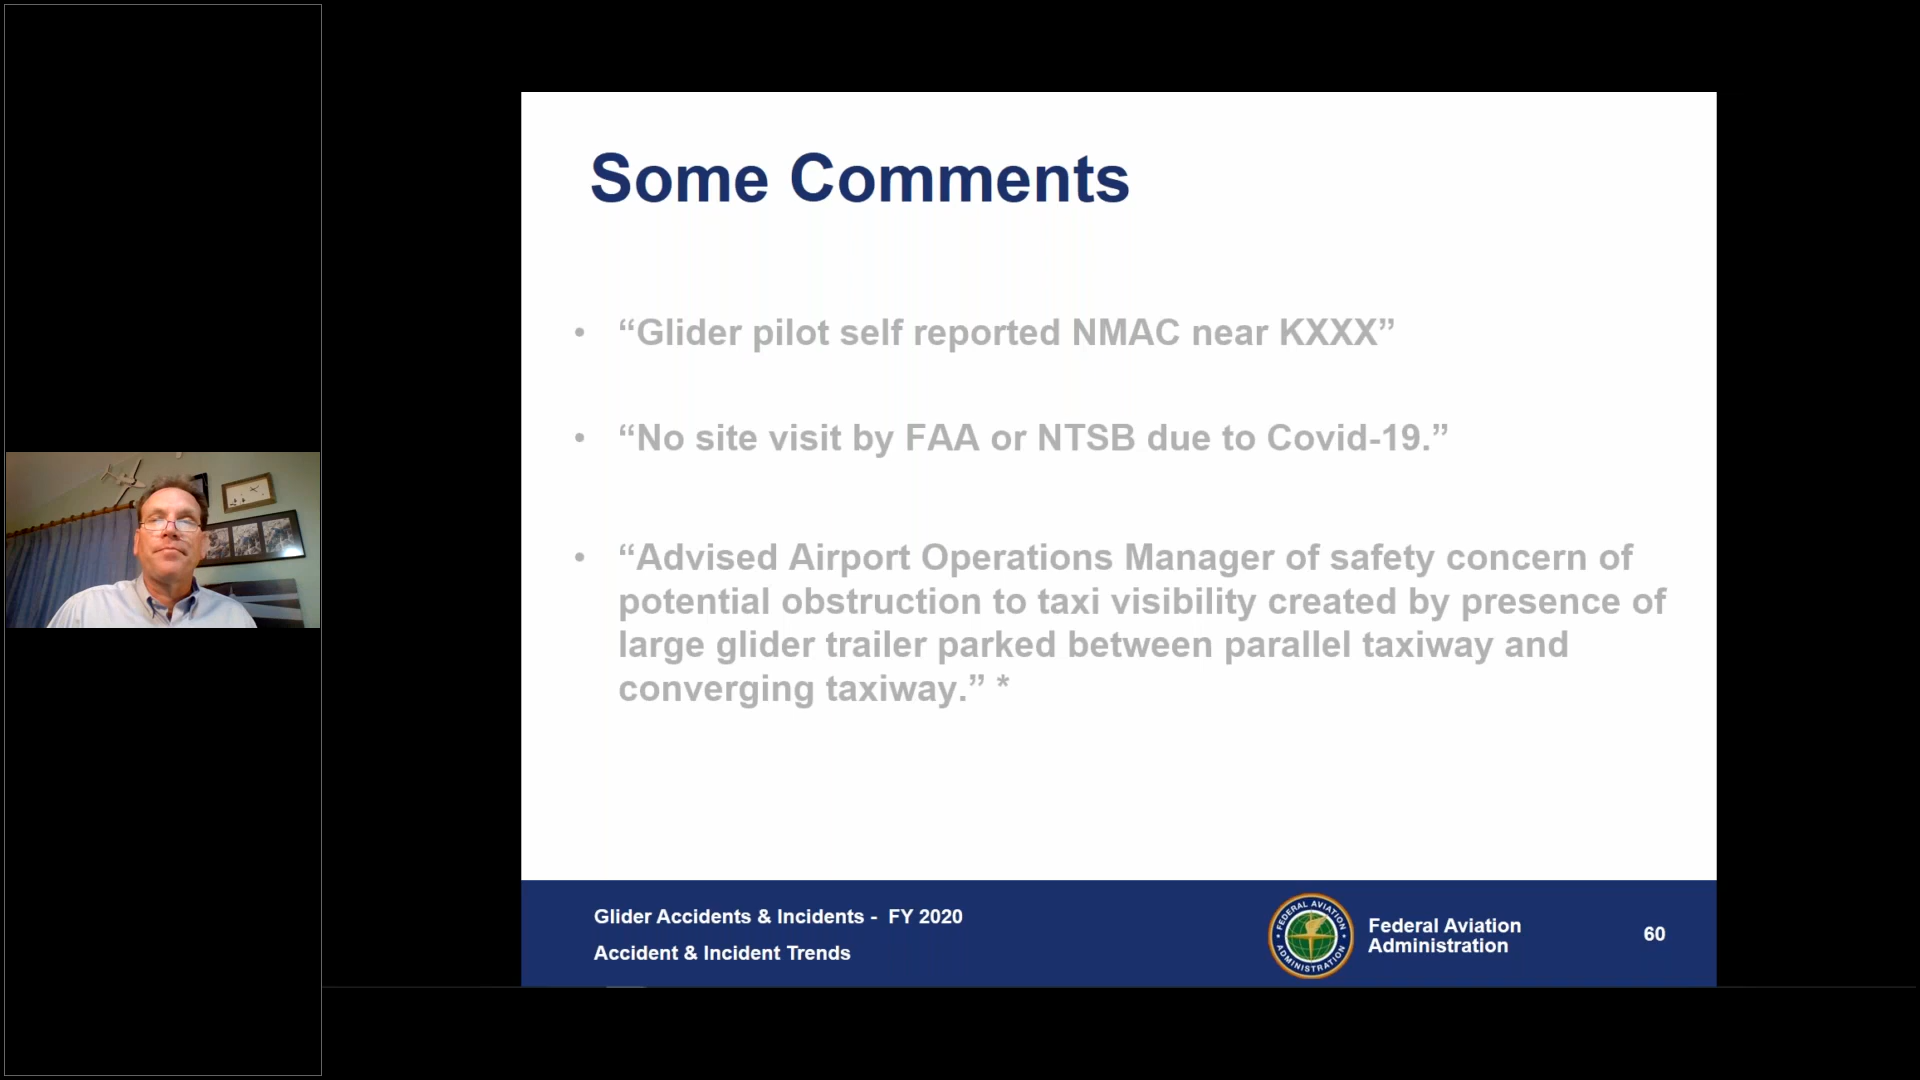 Some Comments
• “Glider pilot self reported NMAC near KXXX”
• “No site visit by FAA or NTSB due to Covid-19.”
• “Advised Airport Operations Manager of safety concern of
potential obstruction to taxi visibility created by presence of
large glider trailer parked between parallel taxiway and
converging taxiway.” *
Glider Accidents & Incidents - FY 2020
Accident & Incident Trends
FEDERAL AVIATION
ADMINISTRATION
Federal Aviation
Administration
60